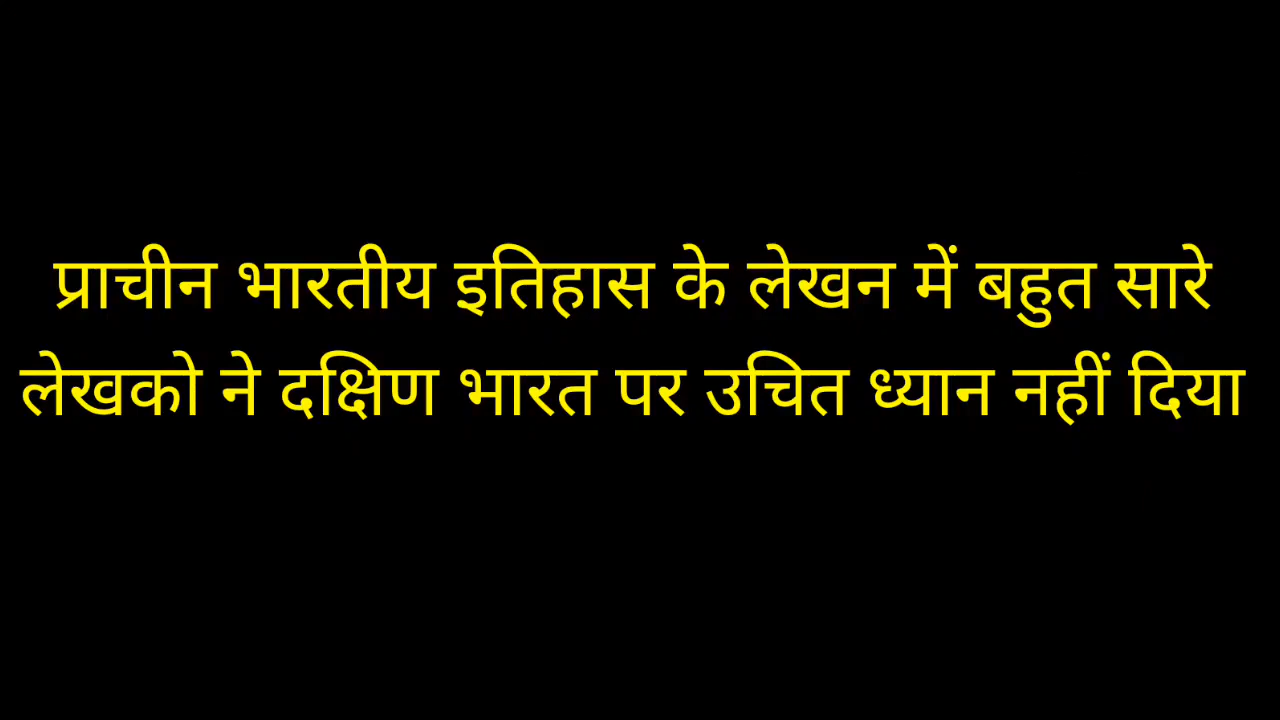 प्राचीन भारतीय इतिहास के लेखन में बहुत सारे
लेखको ने दक्षिण भारत पर उचित ध्यान नहीं दिया